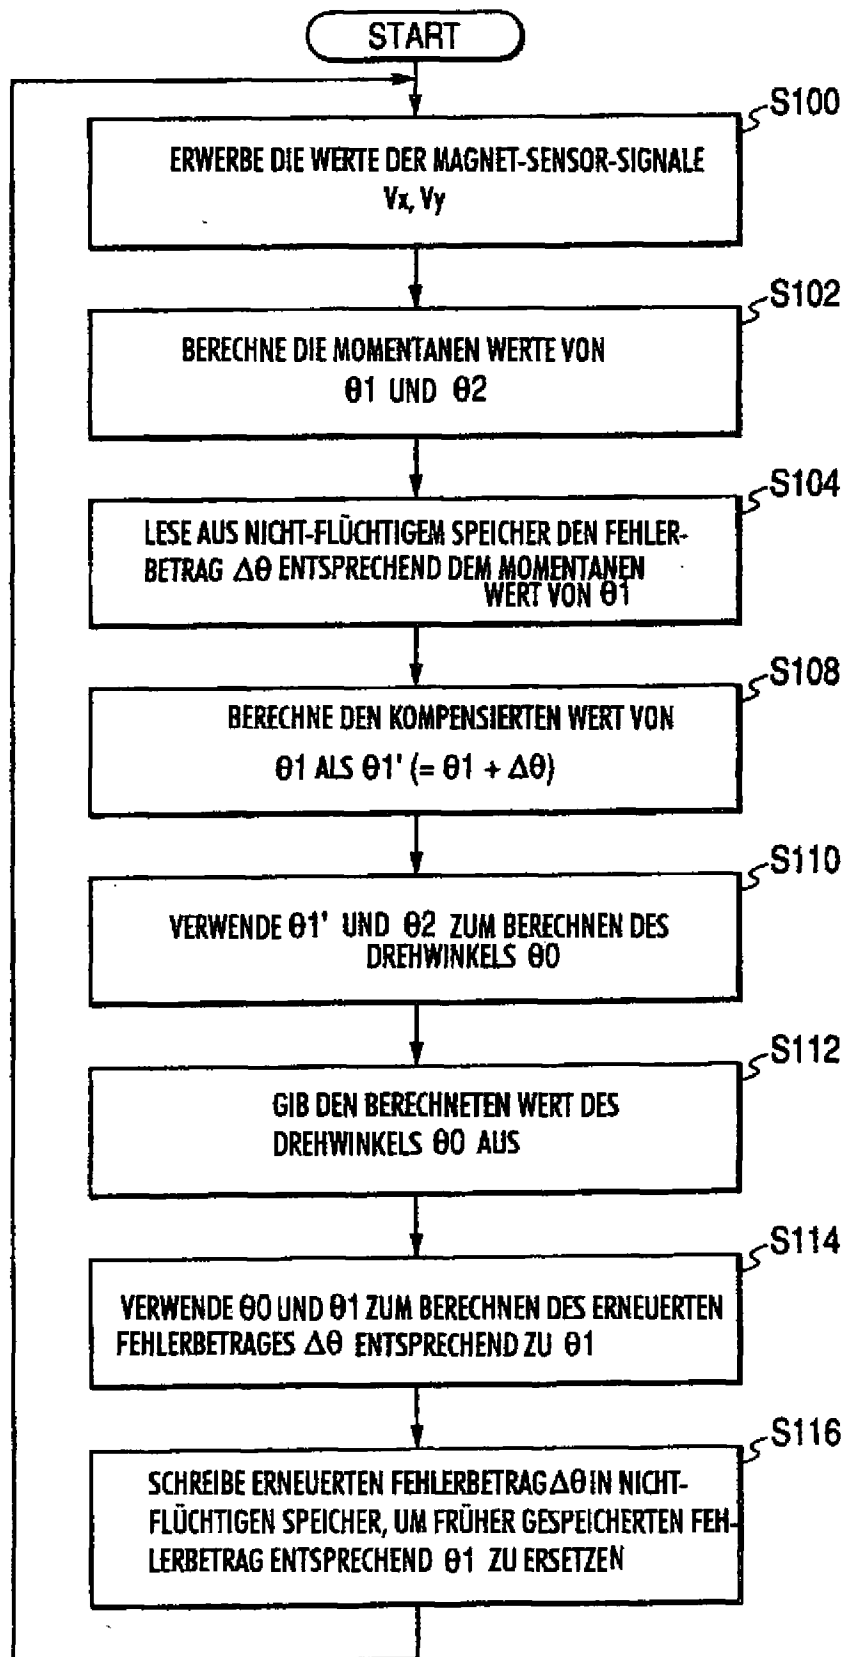 START
S100
ERWERBE DIE WERTE DER MAGNET-SENSOR-SIGNALE
Vx, Vy
S102
BERECHNE DIE MOMENTANEN WERTE VON
θ1 UND θ2
S104
LESE AUS NICHT-FLÜCHTIGEM SPEICHER DEN FEHLER-
BETRAG Δθ ENTSPRECHEND DEM MOMENTANEN
WERT VON θ1
S108
BERECHNE DEN KOMPENSIERTEN WERT VON
θ1 ALS θ1' (= θ1 + Δθ)
S110
VERWENDE θ1' UND θ2 ZUM BERECHNEN DES
DREHWINKELS θ0
S112
GIB DEN BERECHNETEN WERT DES
DREHWINKELS θ0 AUS
S114
VERWENDE θ0 UND θ1 ZUM BERECHNEN DES ERNEUERTEN
FEHLERBETRAGES Δθ ENTSPRECHEND ZU θ1
S116
SCHREIBE ERNEUERTEN FEHLERBETRAG Δθ IN NICHT-
FLÜCHTIGEN SPEICHER, UM FRÜHER GESPEICHERTEN FEH-
LERBETRAG ENTSPRECHEND θ1 ZU ERSETZEN